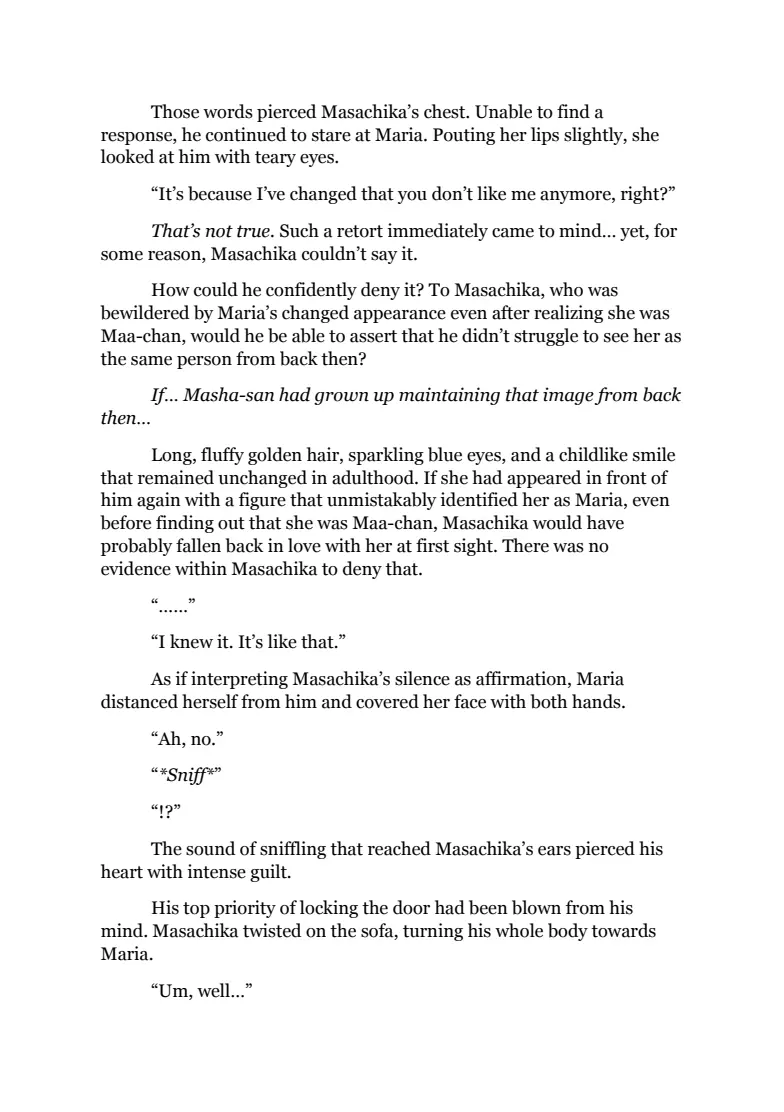 Those words pierced Masachika’s chest. Unable to find a
response, he continued to stare at Maria. Pouting her lips slightly, she
looked at him with teary eyes.
“It’s because I’ve changed that you don’t like me anymore, right?”
That’s not true. Such a retort immediately came to mind... yet, for
some reason, Masachika couldn’t say it.
How could he confidently deny it? To Masachika, who was
bewildered by Maria’s changed appearance even after realizing she was
Maa-chan, would he be able to assert that he didn’t struggle to see her as
the same person from back then?
If... Masha-san had grown up maintaining that image from back
then...
Long, fluffy golden hair, sparkling blue eyes, and a childlike smile
that remained unchanged in adulthood. If she had appeared in front of
him again with a figure that unmistakably identified her as Maria, even
before finding out that she was Maa-chan, Masachika would have
probably fallen back in love with her at first sight. There was no
evidence within Masachika to deny that.
“......”
“I knew it. It’s like that.”
As if interpreting Masachika’s silence as affirmation, Maria
distanced herself from him and covered her face with both hands.
“Ah, no.”
“*Sniff*”
“!?”
The sound of sniffling that reached Masachika’s ears pierced his
heart with intense guilt.
His top priority of locking the door had been blown from his
mind. Masachika twisted on the sofa, turning his whole body towards
Maria.
“Um, well...”